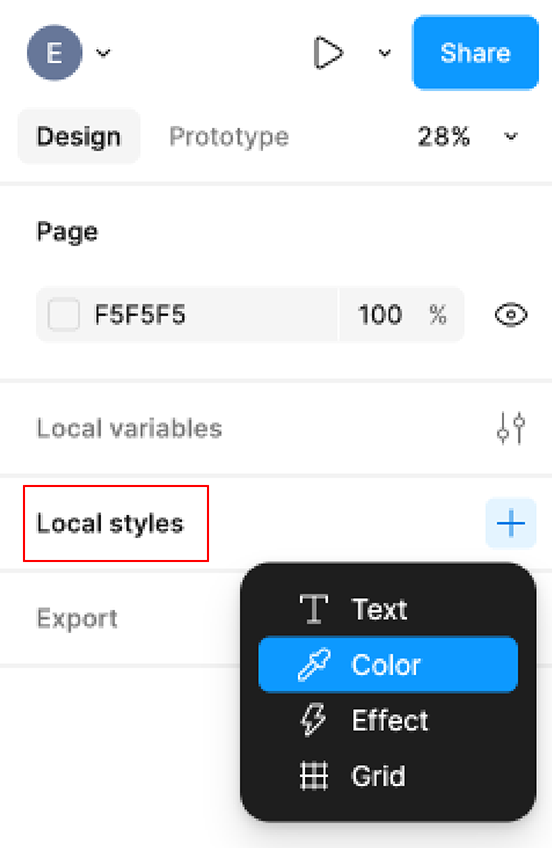 E
Share
Design Prototype 28%
Page
F5F5F5 100 %
Local variables
Local styles
Export
Text
Color
Effect
Grid